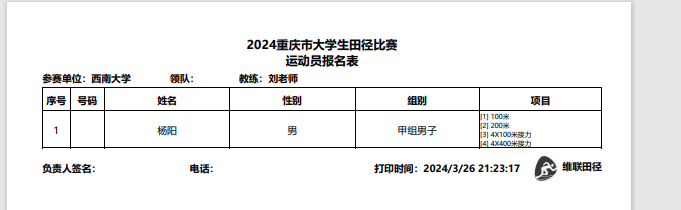 2024重庆市大学生田径比赛
运动员报名表
参赛单位：西南大学 领队： 教练：刘老师
序号 号码 姓名 性别 组别 项目
1 杨阳 男 甲组男子 [1] 100米
[2] 200米
[3] 4X100米接力
[4] 4X400米接力
负责人签名： 电话： 打印时间：2024/3/26 21:23:17 维联田径